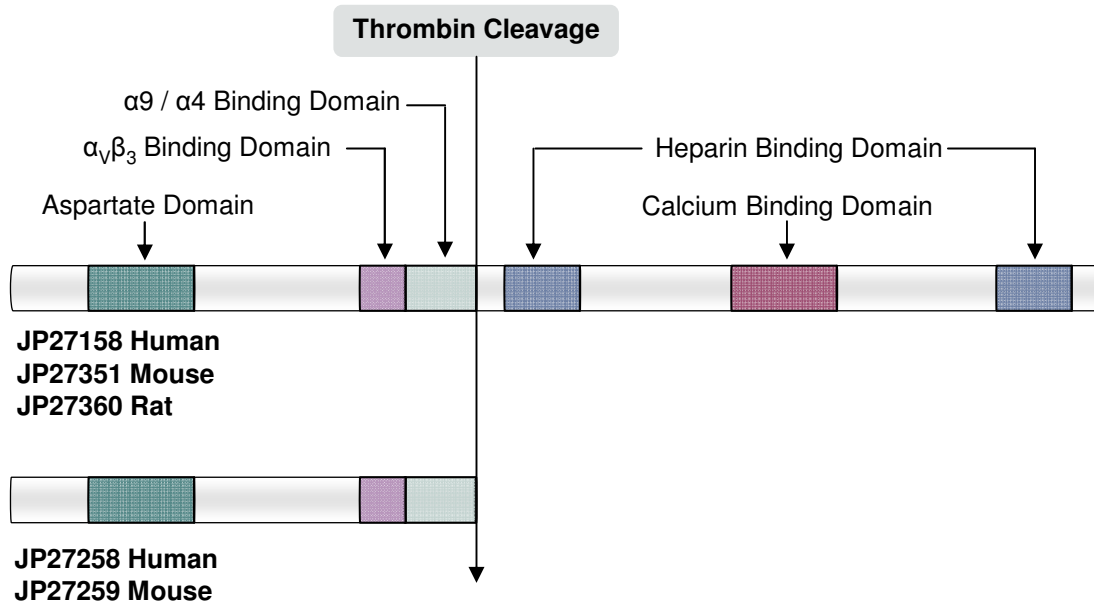 Thrombin Cleavage
α9 / α4 Binding Domain
αVβ3 Binding Domain
Heparin Binding Domain
Aspartate Domain
Calcium Binding Domain
JP27158 Human
JP27351 Mouse
JP27360 Rat
JP27258 Human
JP27259 Mouse